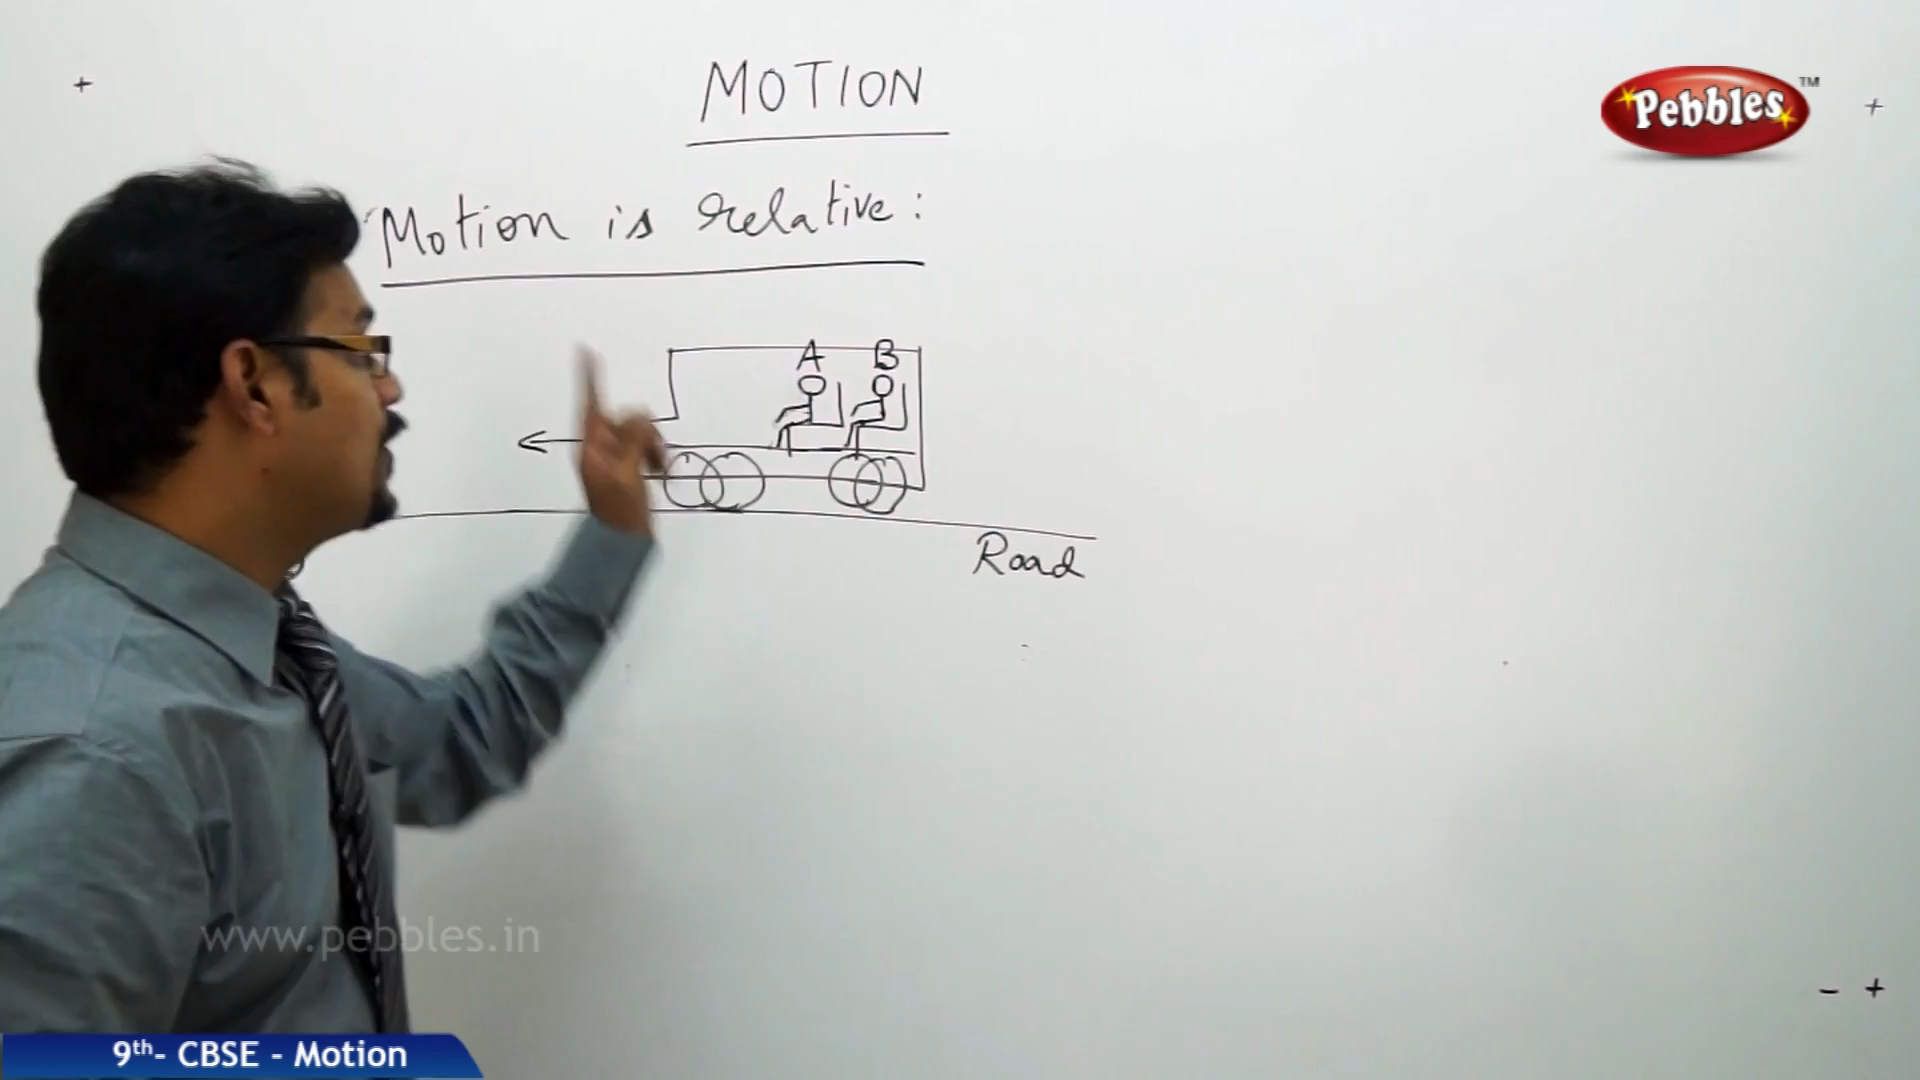 MOTION
Pebbles TM
Motion is relative:
A B
Road
www.pebbles.in
9th- CBSE - Motion